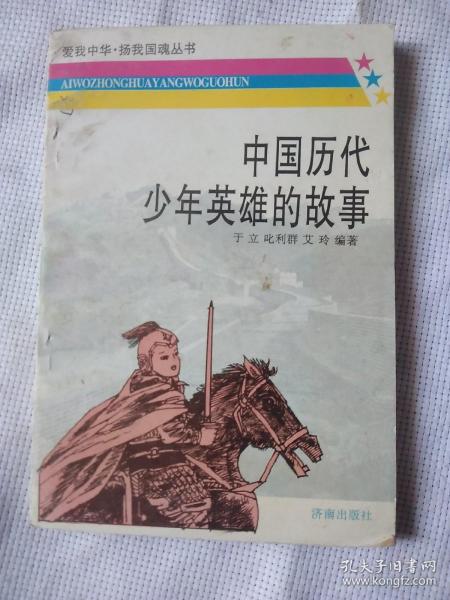 爱我中华·扬我国魂丛书
AIWOZHONGHUAYANGWOGUOHUN
中国历代
少年英雄的故事
于立 叱利群 艾玲 编著
济南出版社
孔夫子旧书网
www.kongfz.com